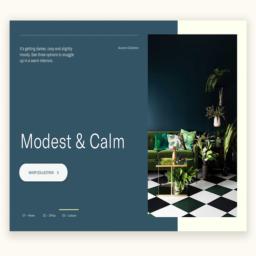 It's getting darker, cosy and slightly
moody. See three options to snuggle
up in a warm interiors.
Modest & Calm
SHOP COLLECTION